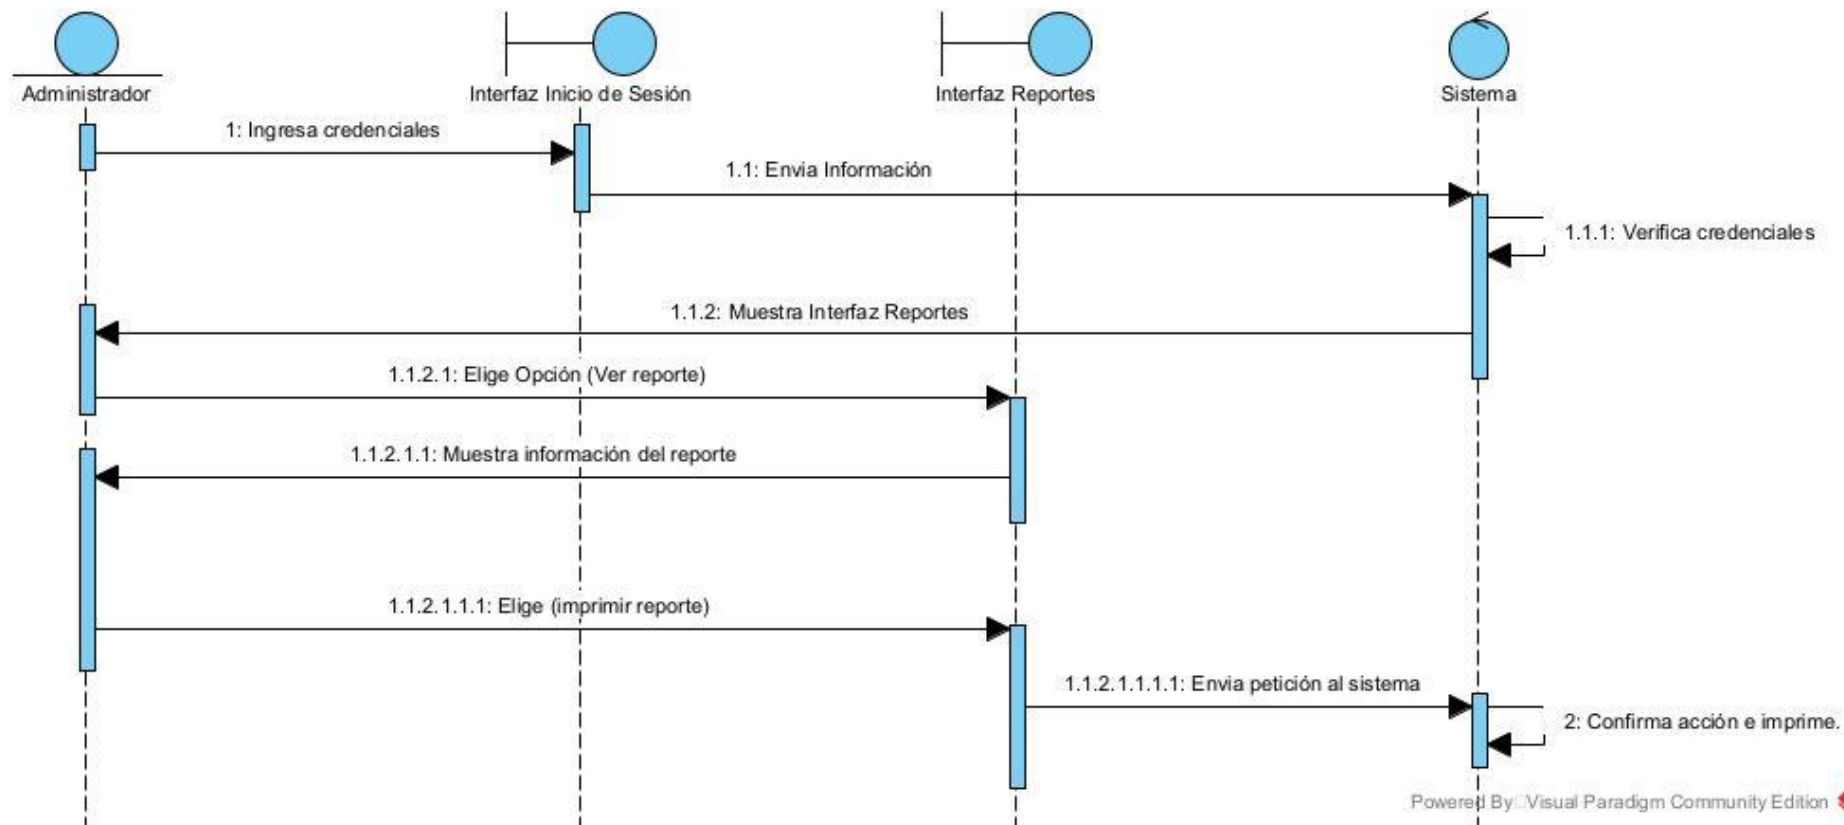 Administrador
Interfaz Inicio de Sesión
Interfaz Reportes
Sistema
1: Ingresa credenciales
1.1: Envia Información
1.1.1: Verifica credenciales
1.1.2: Muestra Interfaz Reportes
1.1.2.1: Elige Opción (Ver reporte)
1.1.2.1.1: Muestra información del reporte
1.1.2.1.1.1: Elige (imprimir reporte)
1.1.2.1.1.1.1: Envia petición al sistema
2: Confirma acción e imprime.
Powered By Visual Paradigm Community Edition